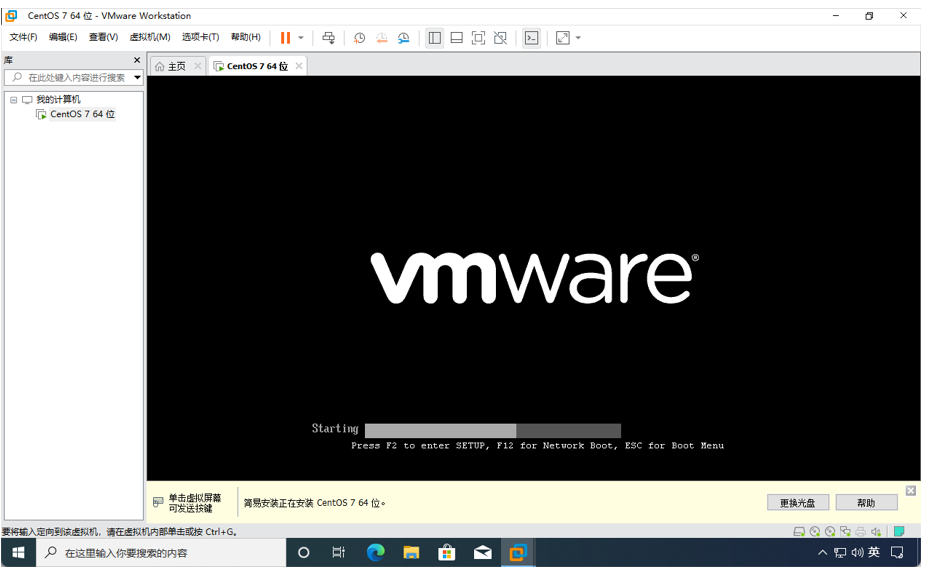 CentOS 7 64 位 - VMware Workstation
文件(F) 编辑(E) 查看(V) 虚拟机(M) 选项卡(T) 帮助(H)
库
在此处键入内容进行搜索
我的计算机
CentOS 7 64 位
主页
CentOS 7 64 位
vmware®
Starting
Press F2 to enter SETUP, F12 for Network Boot, ESC for Boot Menu
单击虚拟屏幕
可发送按键
简易安装正在安装 CentOS 7 64 位。
更换光盘
帮助
要将输入定向到该虚拟机，请在虚拟机内部单击或按 Ctrl+G。
在这里输入你要搜索的内容
英